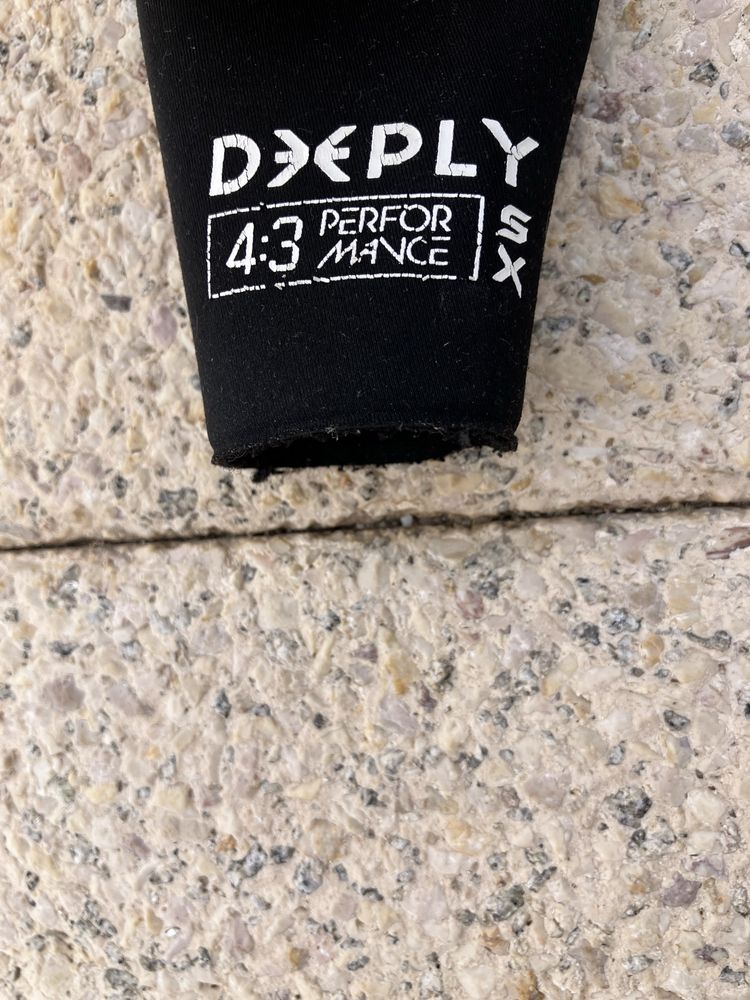 DEEPLY
4:3 PERFOR
MANCE
SX